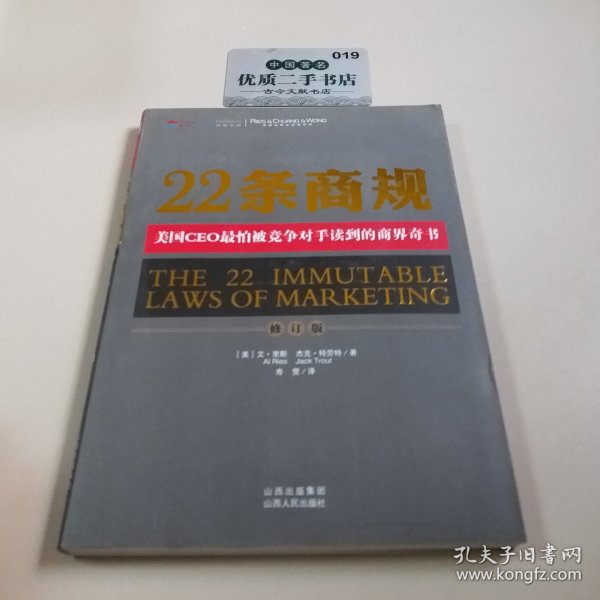 019
中国著名
优质二手书店
古今文献书店
RIES & CHUANG & WONG
22条商规
美国CEO最怕被竞争对手读到的商界奇书
THE 22 IMMUTABLE
LAWS OF MARKETING
修订版
[美] 艾·里斯 杰克·特劳特/著
Al Ries Jack Trout
寿雯/译
山西出版集团
山西人民出版社
孔夫子旧书网
www.kongfz.com